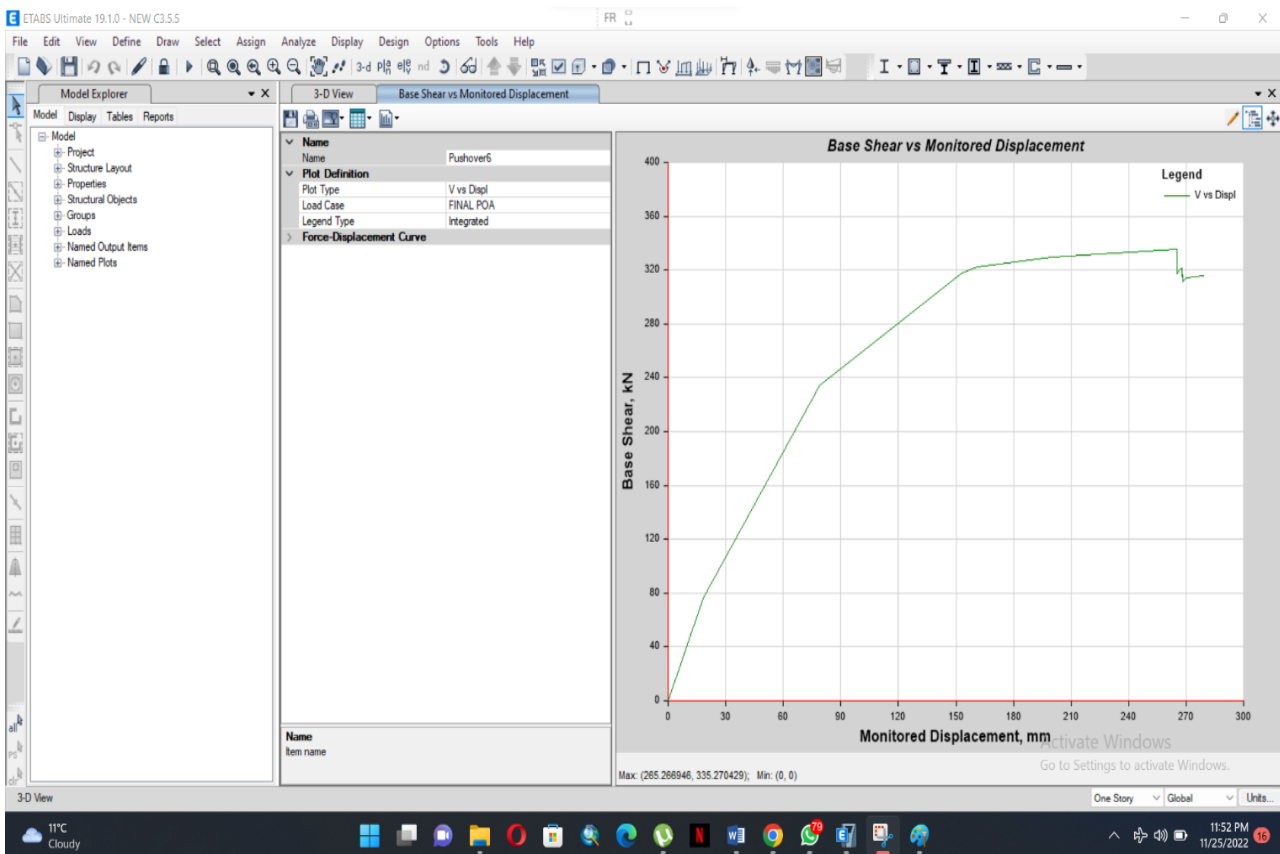 ETABS Ultimate 19.1.0 - NEW C3.5.5
FR
File Edit View Define Draw Select Assign Analyze Display Design Options Tools Help
3-d nd
Model Explorer
Model Display Tables Reports
Model
Project
Structure Layout
Properties
Structural Objects
Groups
Loads
Named Output Items
Named Plots
all
ps
clr
3-D View Base Shear vs Monitored Displacement
Name
Name Pushover6
Plot Definition
Plot Type V vs Displ
Load Case FINAL POA
Legend Type Integrated
Force-Displacement Curve
Name
Item name
Base Shear vs Monitored Displacement
Legend
V vs Displ
400
360
320
280
240
200
160
120
80
40
0
Base Shear, kN
0 30 60 90 120 150 180 210 240 270 300
Monitored Displacement, mm
Activate Windows
Go to Settings to activate Windows.
Max: (265.266946, 335.270429); Min: (0, 0)
3-D View One Story Global Units...
11°C
Cloudy
79
11:52 PM
11/25/2022
16